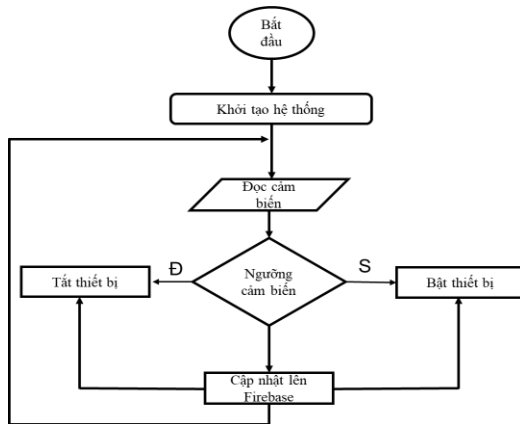 Bắt
đầu
Khởi tạo hệ thống
Đọc cảm
biến
Đ
S
Tắt thiết bị
Ngưỡng
cảm biến
Bật thiết bị
Cập nhật lên
Firebase